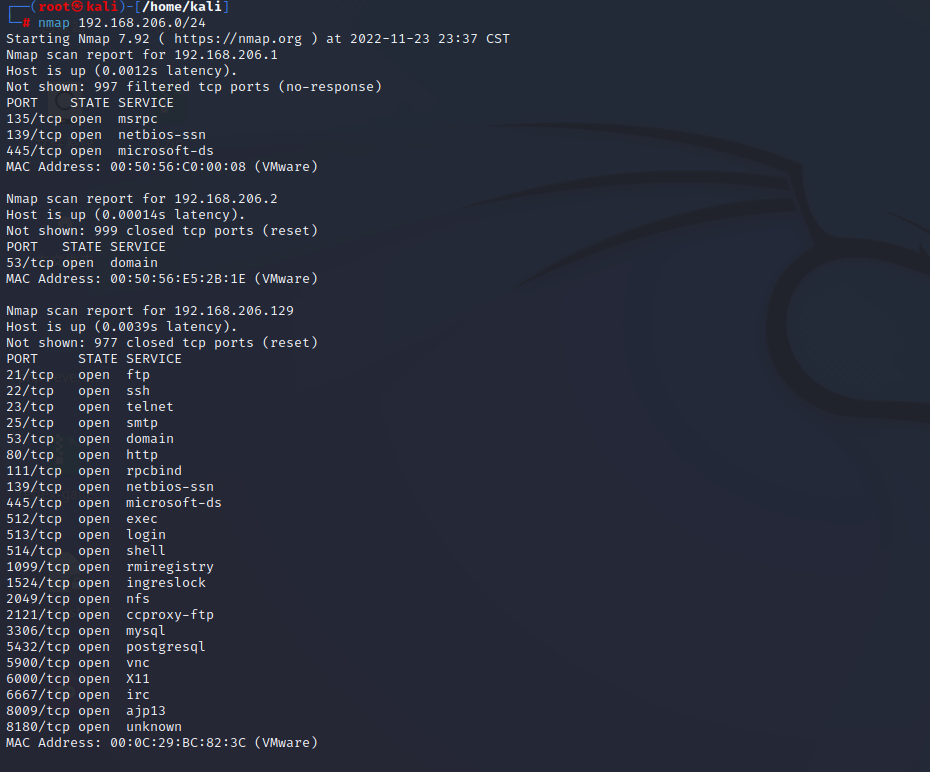 ┌──(root㉿kali)-[/home/kali]
└─# nmap 192.168.206.0/24
Starting Nmap 7.92 ( https://nmap.org ) at 2022-11-23 23:37 CST
Nmap scan report for 192.168.206.1
Host is up (0.0012s latency).
Not shown: 997 filtered tcp ports (no-response)
PORT    STATE SERVICE
135/tcp open  msrpc
139/tcp open  netbios-ssn
445/tcp open  microsoft-ds
MAC Address: 00:50:56:C0:00:08 (VMware)

Nmap scan report for 192.168.206.2
Host is up (0.00014s latency).
Not shown: 999 closed tcp ports (reset)
PORT   STATE SERVICE
53/tcp open  domain
MAC Address: 00:50:56:E5:2B:1E (VMware)

Nmap scan report for 192.168.206.129
Host is up (0.0039s latency).
Not shown: 977 closed tcp ports (reset)
PORT     STATE SERVICE
21/tcp   open  ftp
22/tcp   open  ssh
23/tcp   open  telnet
25/tcp   open  smtp
53/tcp   open  domain
80/tcp   open  http
111/tcp  open  rpcbind
139/tcp  open  netbios-ssn
445/tcp  open  microsoft-ds
512/tcp  open  exec
513/tcp  open  login
514/tcp  open  shell
1099/tcp open  rmiregistry
1524/tcp open  ingreslock
2049/tcp open  nfs
2121/tcp open  ccproxy-ftp
3306/tcp open  mysql
5432/tcp open  postgresql
5900/tcp open  vnc
6000/tcp open  X11
6667/tcp open  irc
8009/tcp open  ajp13
8180/tcp open  unknown
MAC Address: 00:0C:29:BC:82:3C (VMware)